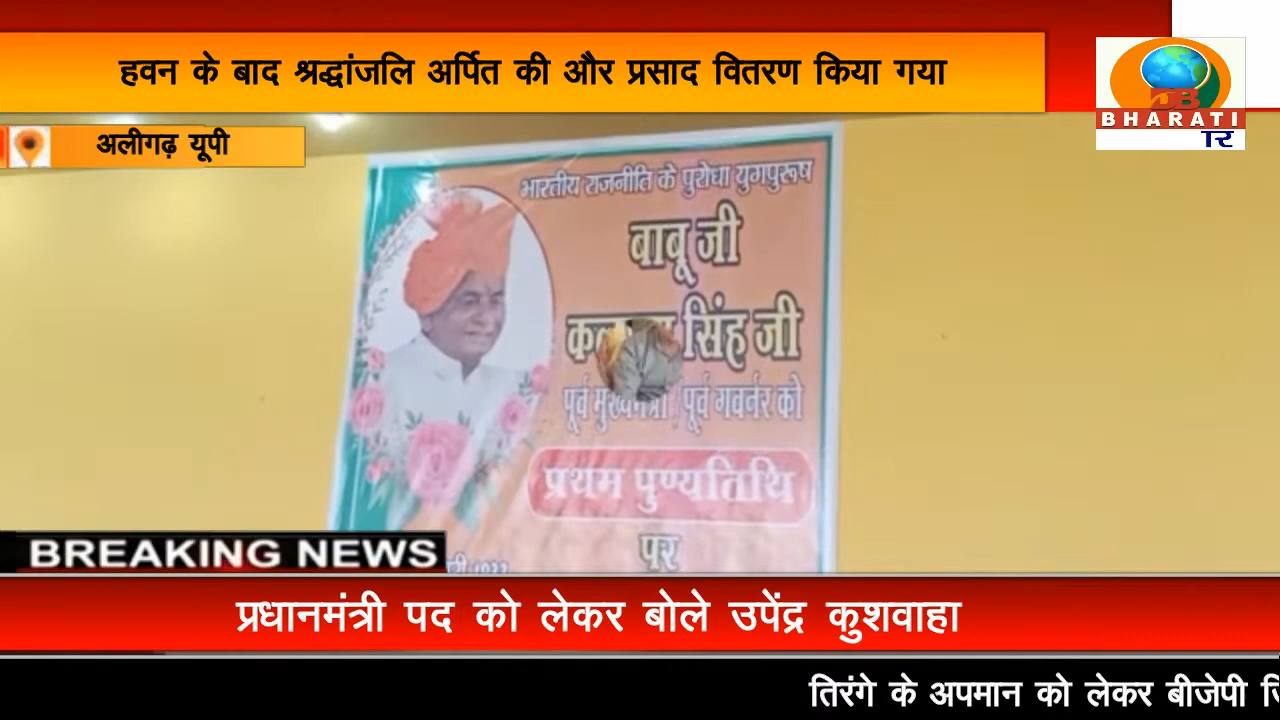 हवन के बाद श्रद्धांजलि अर्पित की और प्रसाद वितरण किया गया
BHARATI
अलीगढ़ यूपी
भारतीय राजनीति के पुरोधा युगपुरूष
बाबू जी
सिंह जी
पूर्व मुख्यमंत्री, पूर्व गवर्नर को
प्रथम पुण्यतिथि
पर
BREAKING NEWS
प्रधानमंत्री पद को लेकर बोले उपेंद्र कुशवाहा
तिरंगे के अपमान को लेकर बीजेपी